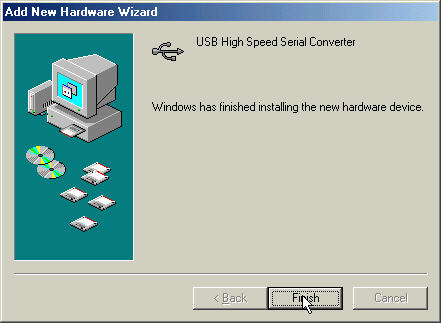 Add New Hardware Wizard
USB High Speed Serial Converter
Windows has finished installing the new hardware device.
< Back
Finish
Cancel